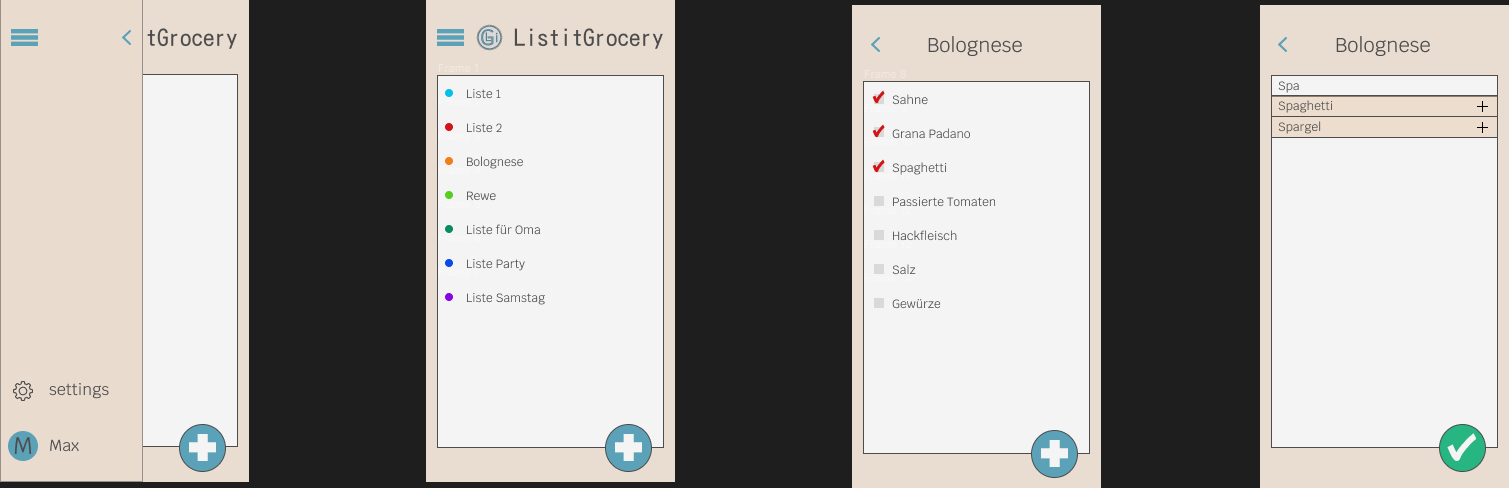 tGrocery
settings
M
Max
Gi
ListitGrocery
Frame 1
Liste 1
Liste 2
Bolognese
Rewe
Liste für Oma
Liste Party
Liste Samstag
Bolognese
Frame 8
Sahne
Grana Padano
Spaghetti
Passierte Tomaten
Hackfleisch
Salz
Gewürze
Bolognese
Spa
Spaghetti
Spargel